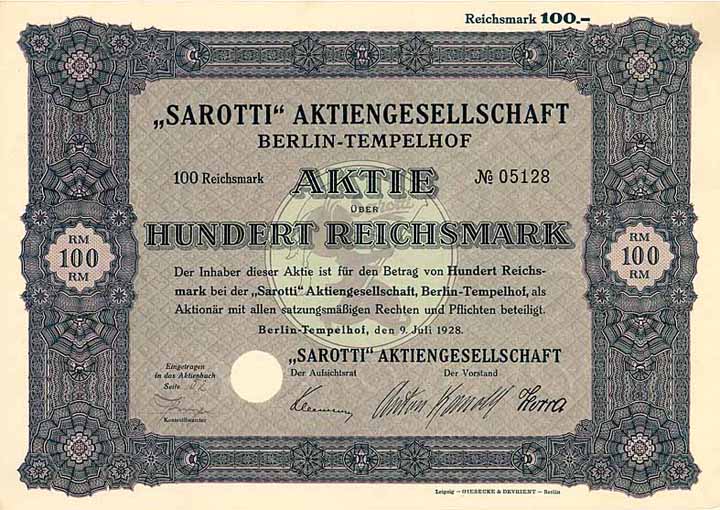 Reichsmark 100.–
„SAROTTI“ AKTIENGESELLSCHAFT
BERLIN-TEMPELHOF
100 Reichsmark AKTIE № 05128
ÜBER
HUNDERT REICHSMARK
RM
100
RM
RM
100
RM
Der Inhaber dieser Aktie ist für den Betrag von Hundert Reichs-
mark bei der „Sarotti“ Aktiengesellschaft, Berlin-Tempelhof, als
Aktionär mit allen satzungsmäßigen Rechten und Pflichten beteiligt.
Berlin-Tempelhof, den 9. Juli 1928.
„SAROTTI“ AKTIENGESELLSCHAFT
Der Aufsichtsrat Der Vorstand
Eingetragen
in das Aktienbuch
Seite
Kontrollbeamter
Leipzig – GIESECKE & DEVRIENT – Berlin